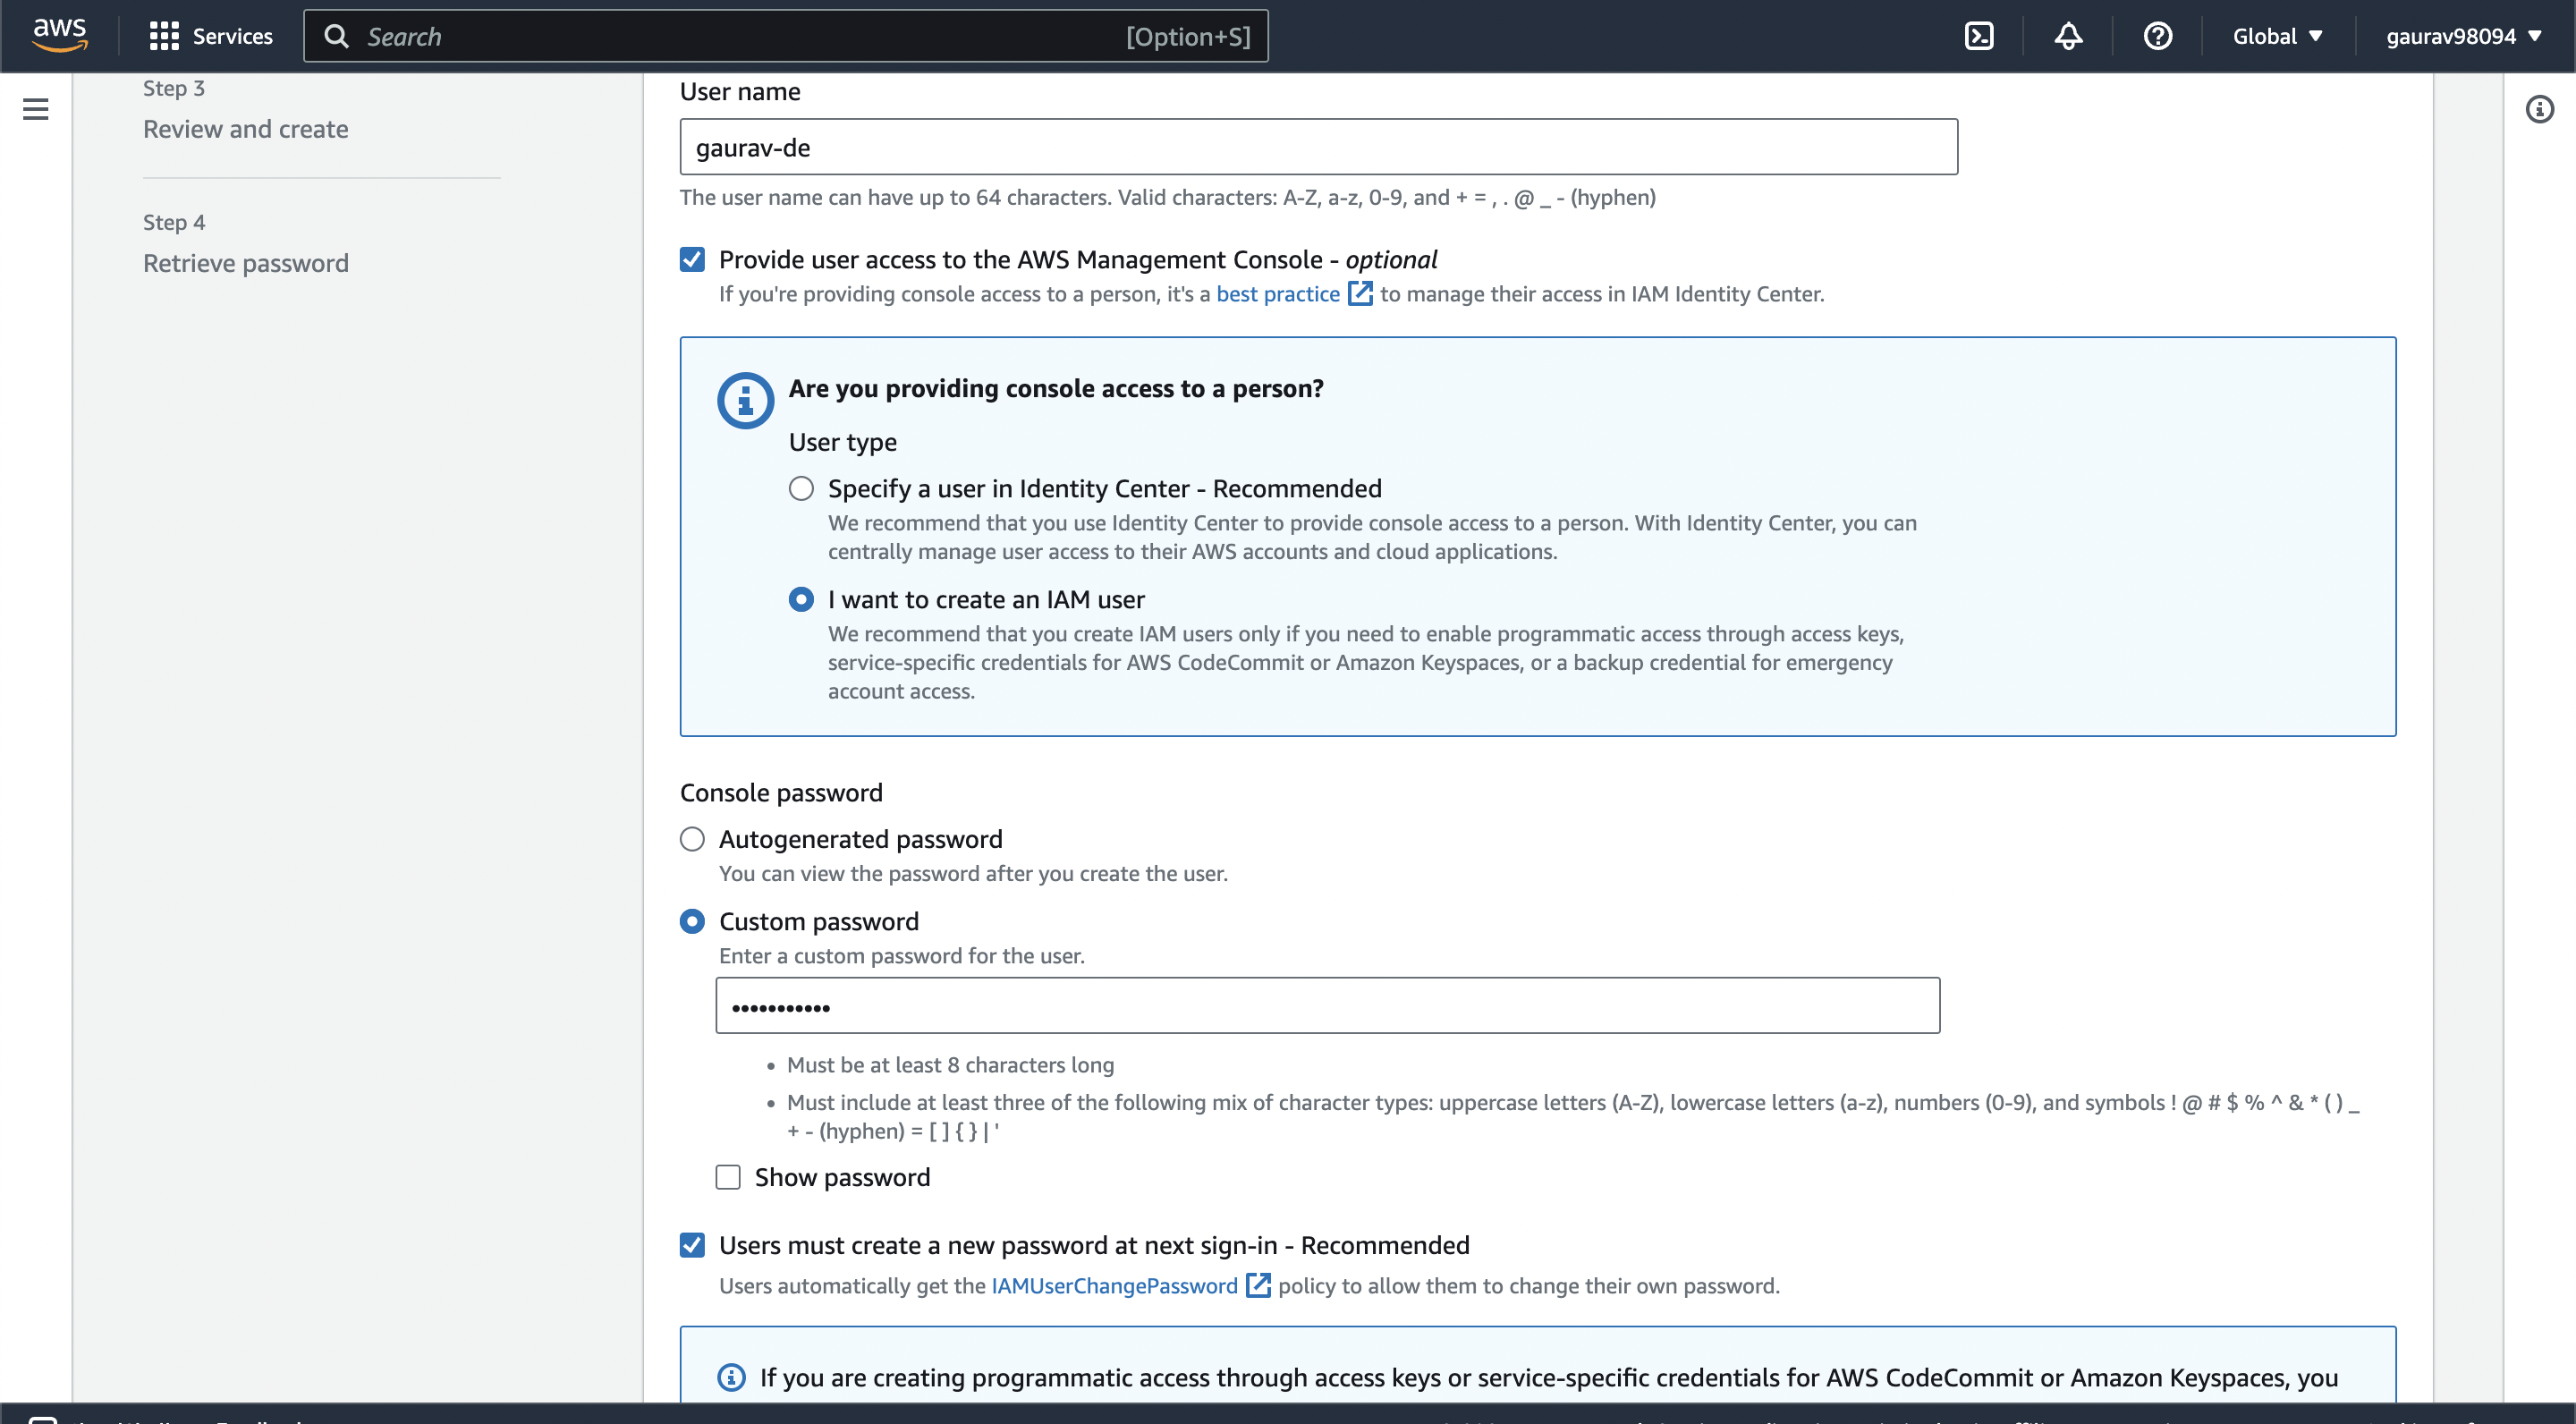 aws
Services
Search
[Option+S]
Global
gaurav98094
Step 3
Review and create
Step 4
Retrieve password
User name
gaurav-de
The user name can have up to 64 characters. Valid characters: A-Z, a-z, 0-9, and + = , . @ _ - (hyphen)
Provide user access to the AWS Management Console - optional
If you're providing console access to a person, it's a best practice to manage their access in IAM Identity Center.
Are you providing console access to a person?
User type
Specify a user in Identity Center - Recommended
We recommend that you use Identity Center to provide console access to a person. With Identity Center, you can
centrally manage user access to their AWS accounts and cloud applications.
I want to create an IAM user
We recommend that you create IAM users only if you need to enable programmatic access through access keys,
service-specific credentials for AWS CodeCommit or Amazon Keyspaces, or a backup credential for emergency
account access.
Console password
Autogenerated password
You can view the password after you create the user.
Custom password
Enter a custom password for the user.
•••••••••••
• Must be at least 8 characters long
• Must include at least three of the following mix of character types: uppercase letters (A-Z), lowercase letters (a-z), numbers (0-9), and symbols ! @ # $ % ^ & * ( ) _
+ - (hyphen) = [ ] { } | '
Show password
Users must create a new password at next sign-in - Recommended
Users automatically get the IAMUserChangePassword policy to allow them to change their own password.
If you are creating programmatic access through access keys or service-specific credentials for AWS CodeCommit or Amazon Keyspaces, you